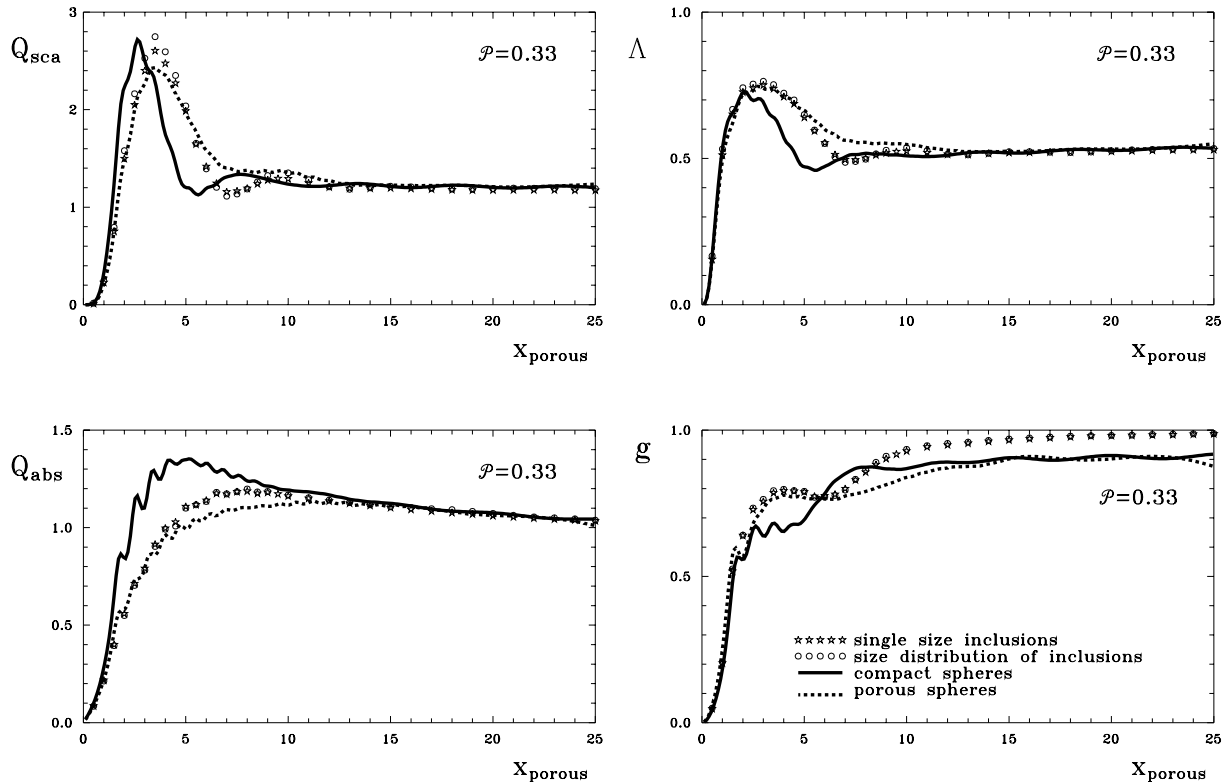 3
Q_sca
𝒫=0.33
2
1
0
0 5 10 15 20 25
x_porous
1.0
Λ
𝒫=0.33
0.5
0.0
0 5 10 15 20 25
x_porous
1.5
Q_abs
𝒫=0.33
1.0
0.5
0.0
0 5 10 15 20 25
x_porous
1.0
g
𝒫=0.33
0.5
single size inclusions
size distribution of inclusions
compact spheres
porous spheres
0.0
0 5 10 15 20 25
x_porous